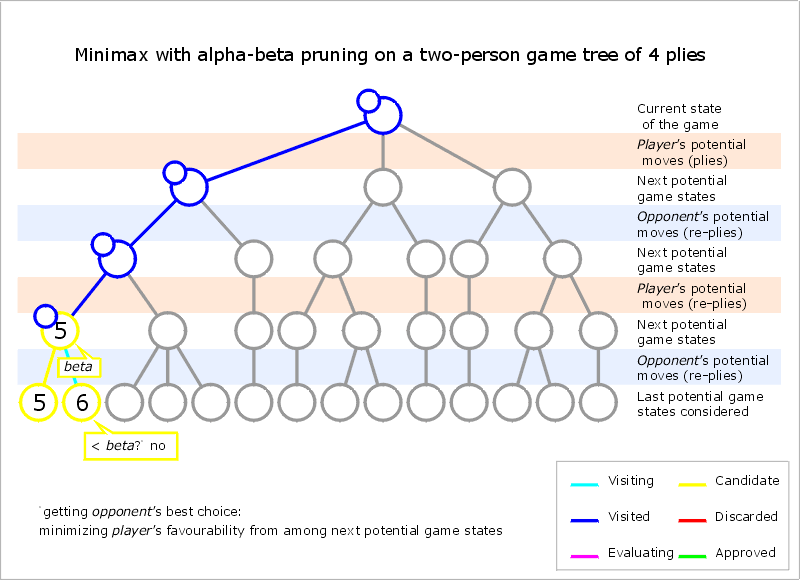 Minimax with alpha-beta pruning on a two-person game tree of 4 plies
Current state
of the game
Player's potential
moves (plies)
Next potential
game states
Opponent's potential
moves (re-plies)
Next potential
game states
Player's potential
moves (re-plies)
5
Next potential
game states
beta
Opponent's potential
moves (re-plies)
5 6
Last potential game
states considered
< beta?* no
*getting opponent's best choice:
minimizing player's favourability from among next potential game states
Visiting Candidate
Visited Discarded
Evaluating Approved